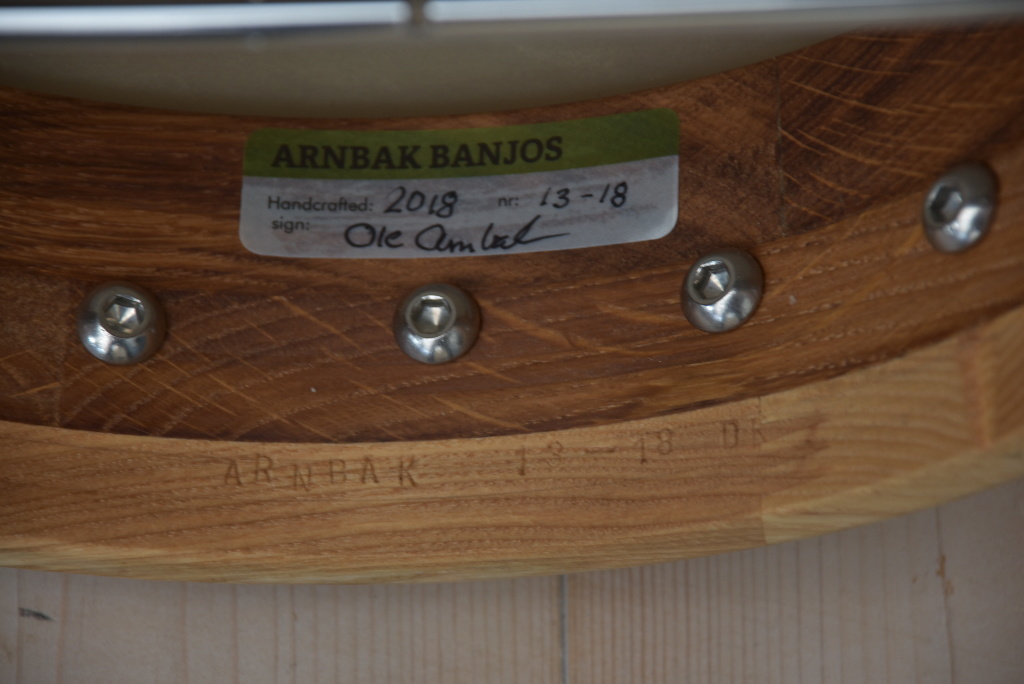 ARNBAK BANJOS
Handcrafted: 2018 nr: 13-18
sign: Ole Arnbak
ARNBAK 13-18 DK